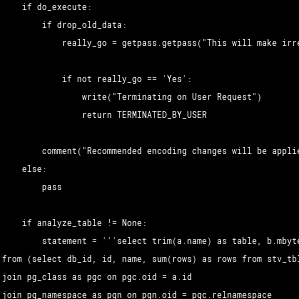 if do_execute:
if drop_old_data:
really_go = getpass.getpass("This will make irre
if not really_go == 'Yes':
write("Terminating on User Request")
return TERMINATED_BY_USER
comment("Recommended encoding changes will be applie
else:
pass
if analyze_table != None:
statement = '''select trim(a.name) as table, b.mbyte
from (select db_id, id, name, sum(rows) as rows from stv_tbl
join pg_class as pgc on pgc.oid = a.id
join pg_namespace as pgn on pgn.oid = pgc.relnamespace